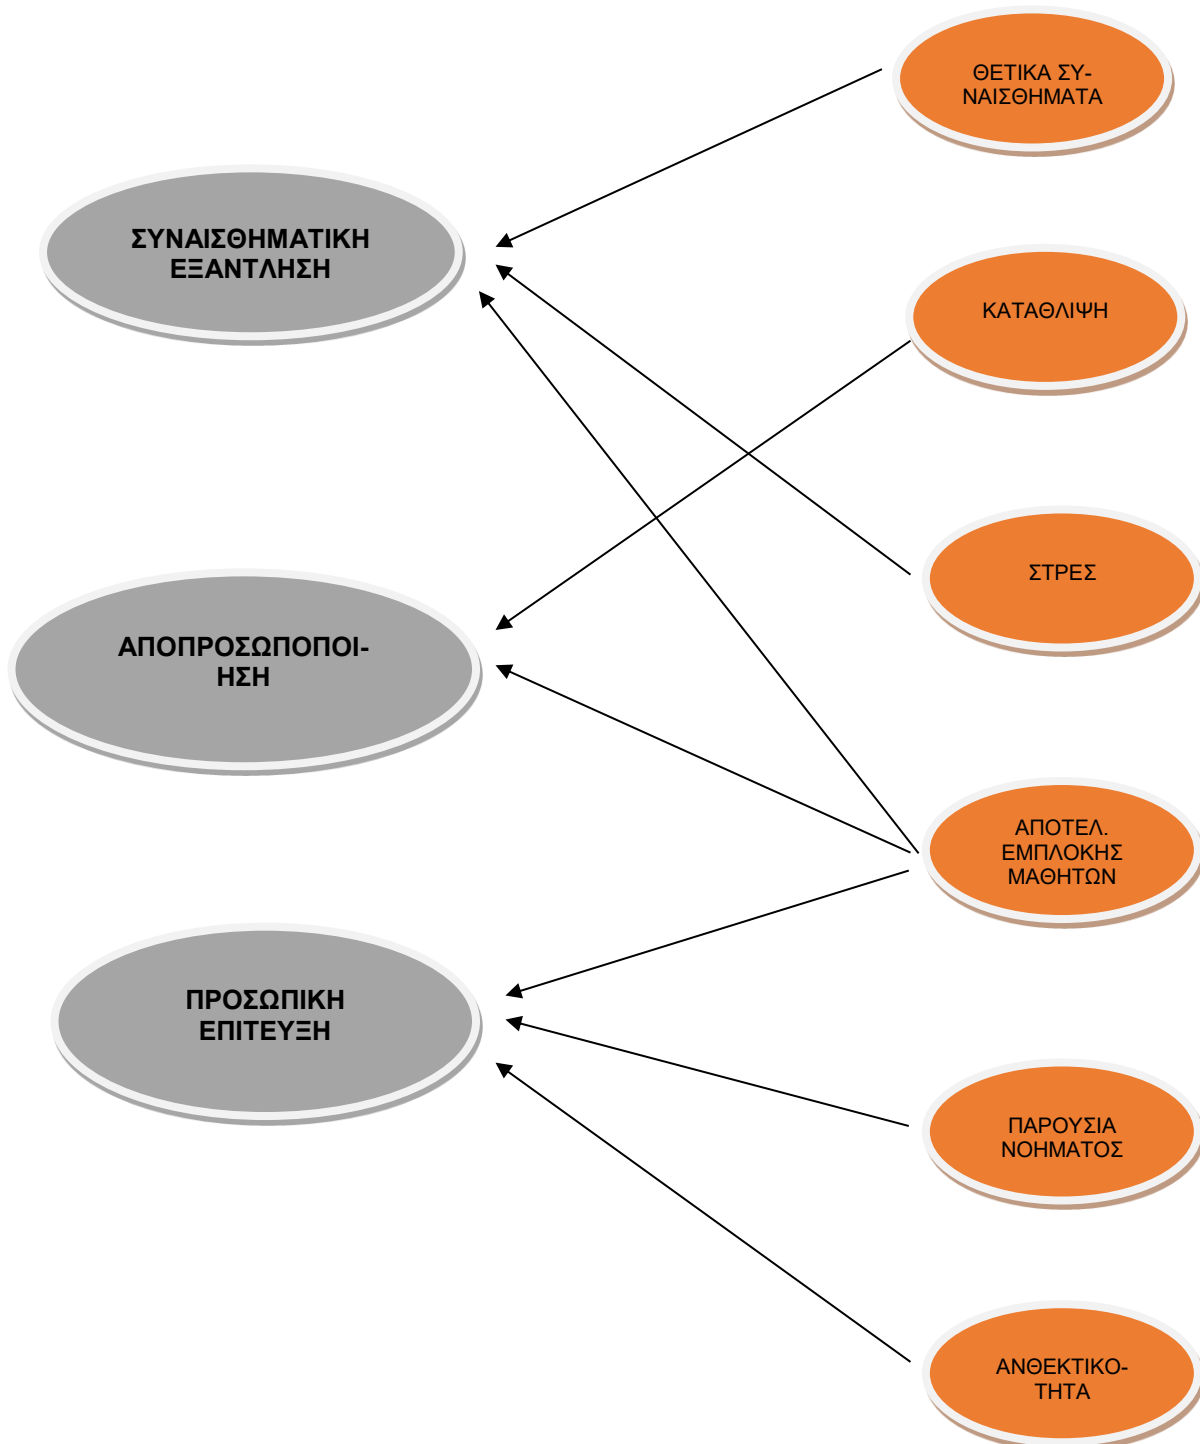 ΘΕΤΙΚΑ ΣΥ-
ΝΑΙΣΘΗΜΑΤΑ
ΣΥΝΑΙΣΘΗΜΑΤΙΚΗ
ΕΞΑΝΤΛΗΣΗ
ΚΑΤΑΘΛΙΨΗ
ΣΤΡΕΣ
ΑΠΟΠΡΟΣΩΠΟΠΟΙ-
ΗΣΗ
ΑΠΟΤΕΛ.
ΕΜΠΛΟΚΗΣ
ΜΑΘΗΤΩΝ
ΠΡΟΣΩΠΙΚΗ
ΕΠΙΤΕΥΞΗ
ΠΑΡΟΥΣΙΑ
ΝΟΗΜΑΤΟΣ
ΑΝΘΕΚΤΙΚΟ-
ΤΗΤΑ